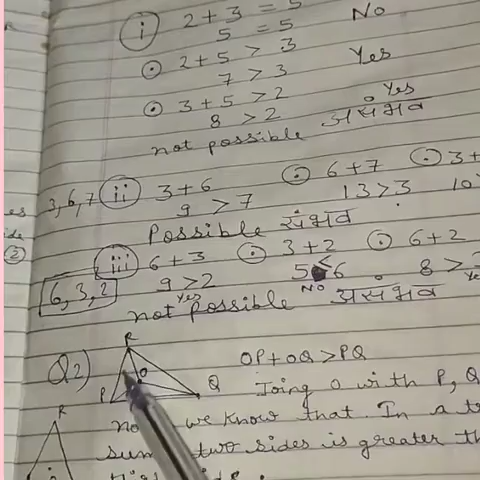 i 2 + 3 = 5
5 = 5 No
2 + 5 > 3
7 > 3 Yes
3 + 5 > 2 Yes
8 > 2 असंभव
not possible
3, 6, 7 ii 3 + 6 6 + 7 3 +
9 > 7 13 > 3 10
Possible संभव
iii 6 + 3 3 + 2 6 + 2
6, 3, 2 9 > 2 5 < 6 8 >
Yes No Yes
not possible असंभव
Q2) R O P Q OP + OQ > PQ
Joing O with P, Q
R we know that. In a
sum two sides is greater